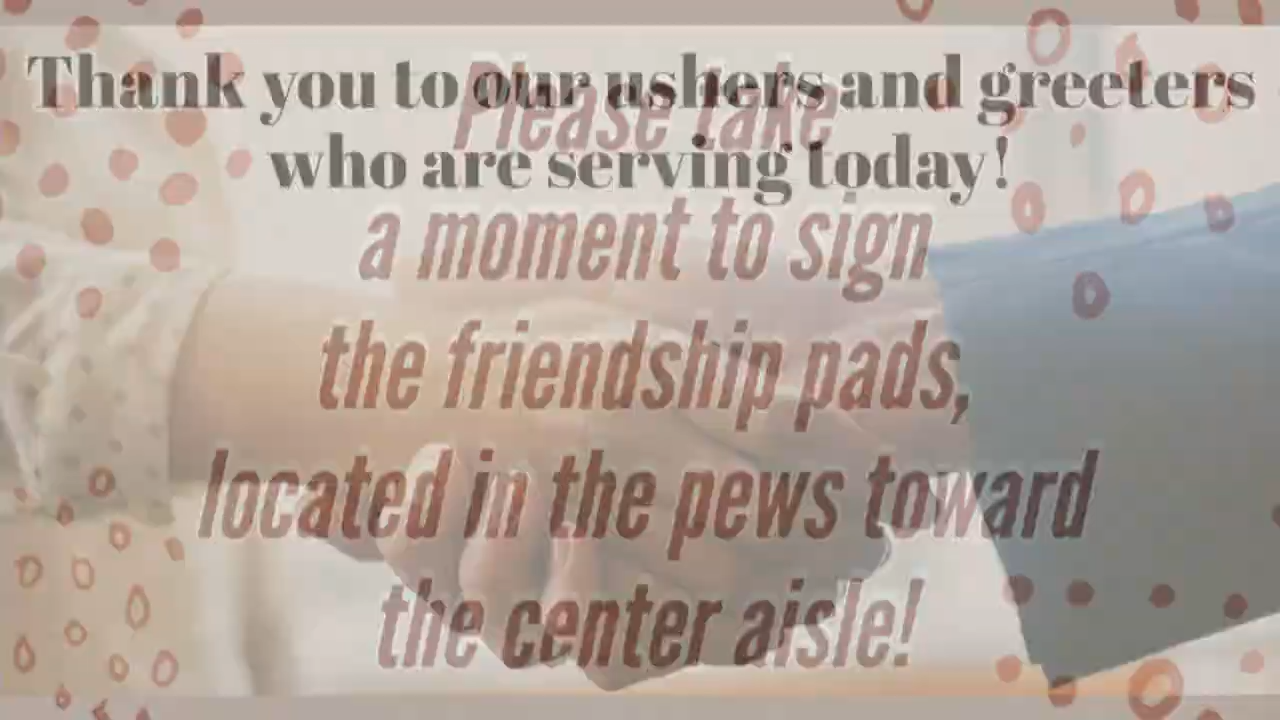 Thank you to our ushers and greeters
who are serving today!
Please take
a moment to sign
the friendship pads,
located in the pews toward
the center aisle!